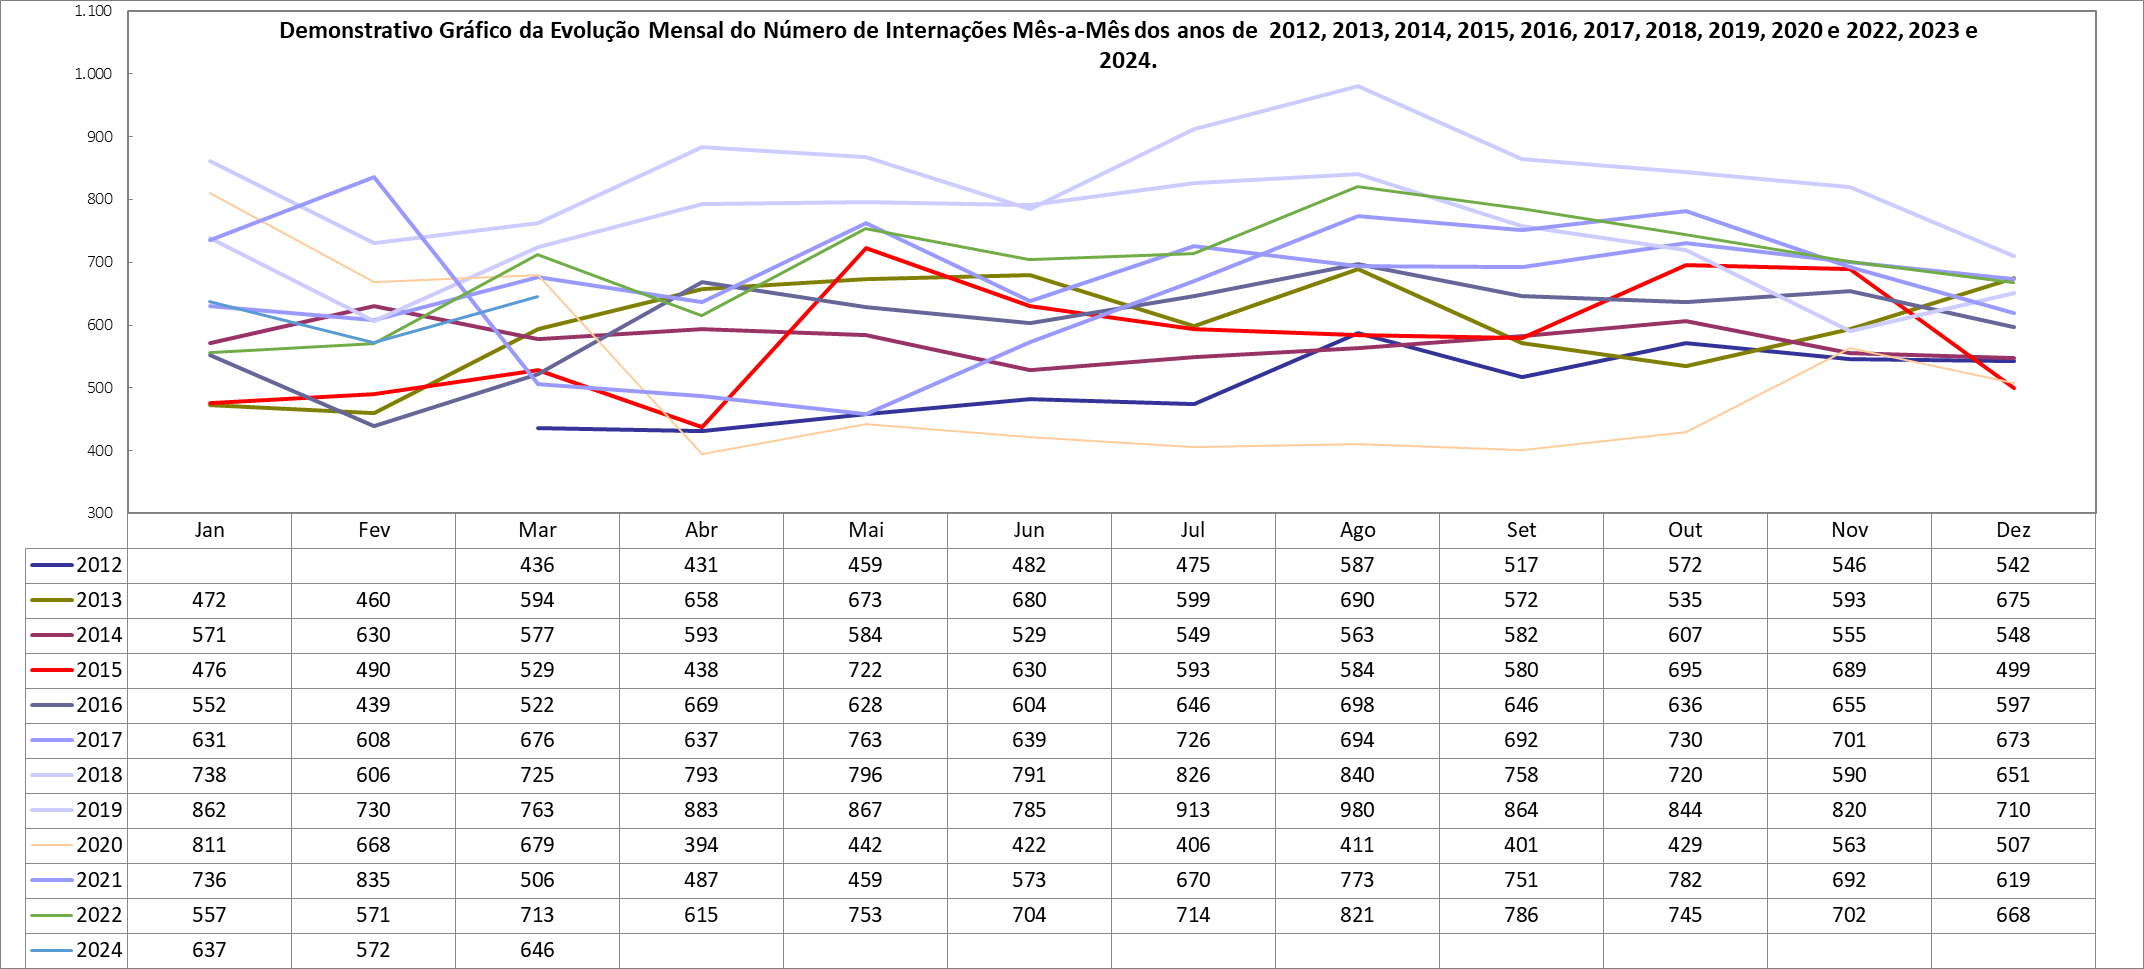 Demonstrativo Gráfico da Evolução Mensal do Número de Internações Mês-a-Mês dos anos de 2012, 2013, 2014, 2015, 2016, 2017, 2018, 2019, 2020 e 2022, 2023 e
2024.
1.100
1.000
900
800
700
600
500
400
300
Jan Fev Mar Abr Mai Jun Jul Ago Set Out Nov Dez
2012 436 431 459 482 475 587 517 572 546 542
2013 472 460 594 658 673 680 599 690 572 535 593 675
2014 571 630 577 593 584 529 549 563 582 607 555 548
2015 476 490 529 438 722 630 593 584 580 695 689 499
2016 552 439 522 669 628 604 646 698 646 636 655 597
2017 631 608 676 637 763 639 726 694 692 730 701 673
2018 738 606 725 793 796 791 826 840 758 720 590 651
2019 862 730 763 883 867 785 913 980 864 844 820 710
2020 811 668 679 394 442 422 406 411 401 429 563 507
2021 736 835 506 487 459 573 670 773 751 782 692 619
2022 557 571 713 615 753 704 714 821 786 745 702 668
2024 637 572 646